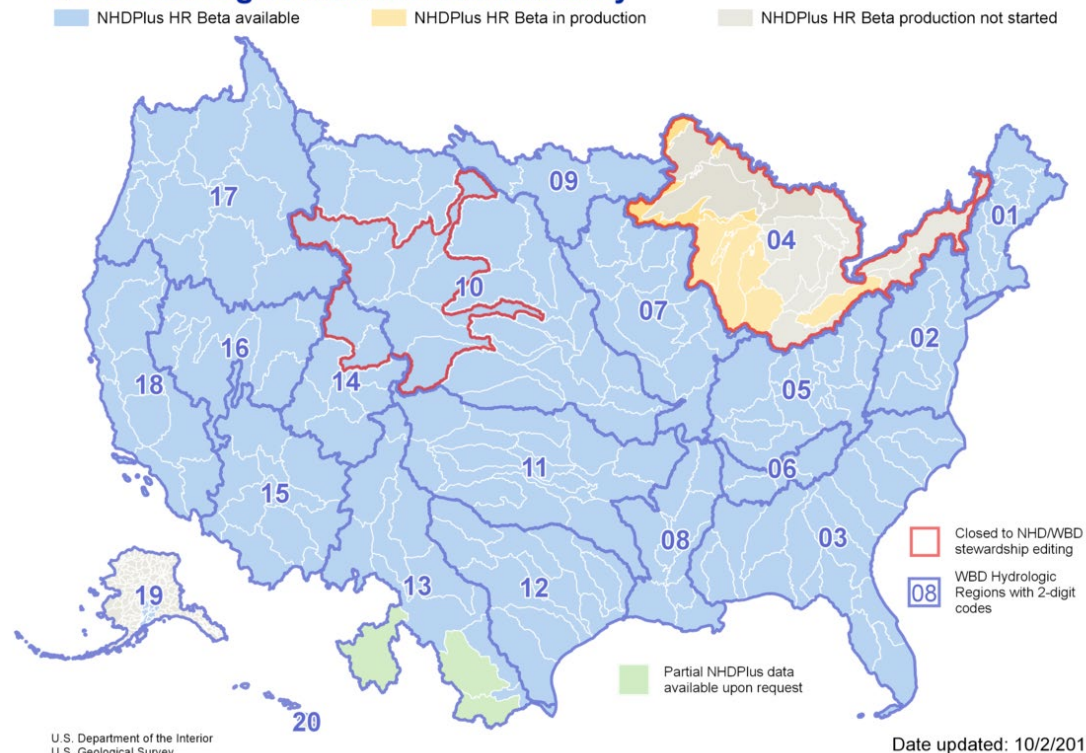 NHDPlus HR Beta available
NHDPlus HR Beta in production
NHDPlus HR Beta production not started
17
09
01
04
10
07
02
16
18
14
05
11
06
15
03
08
12
13
19
20
Closed to NHD/WBD
stewardship editing
08
WBD Hydrologic
Regions with 2-digit
codes
Partial NHDPlus data
available upon request
U.S. Department of the Interior
U.S. Geological Survey
Date updated: 10/2/201